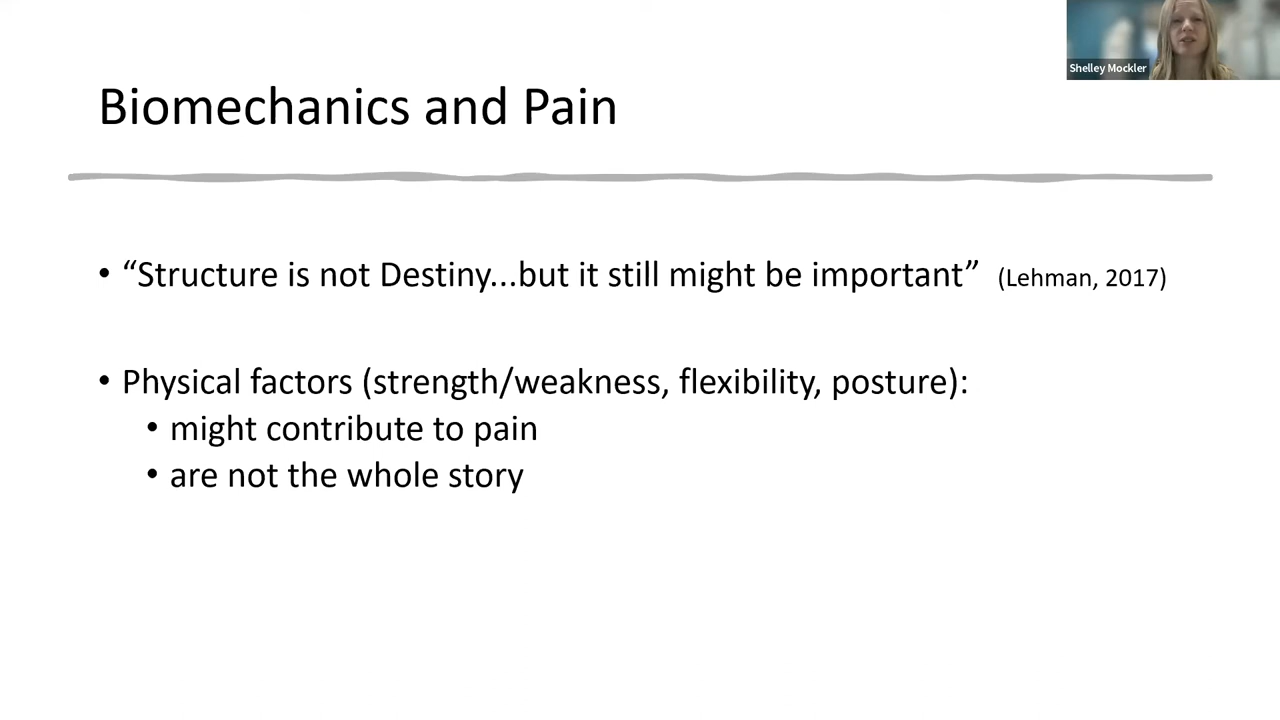 Shelley Mockler
Biomechanics and Pain
• “Structure is not Destiny...but it still might be important” (Lehman, 2017)
• Physical factors (strength/weakness, flexibility, posture):
• might contribute to pain
• are not the whole story